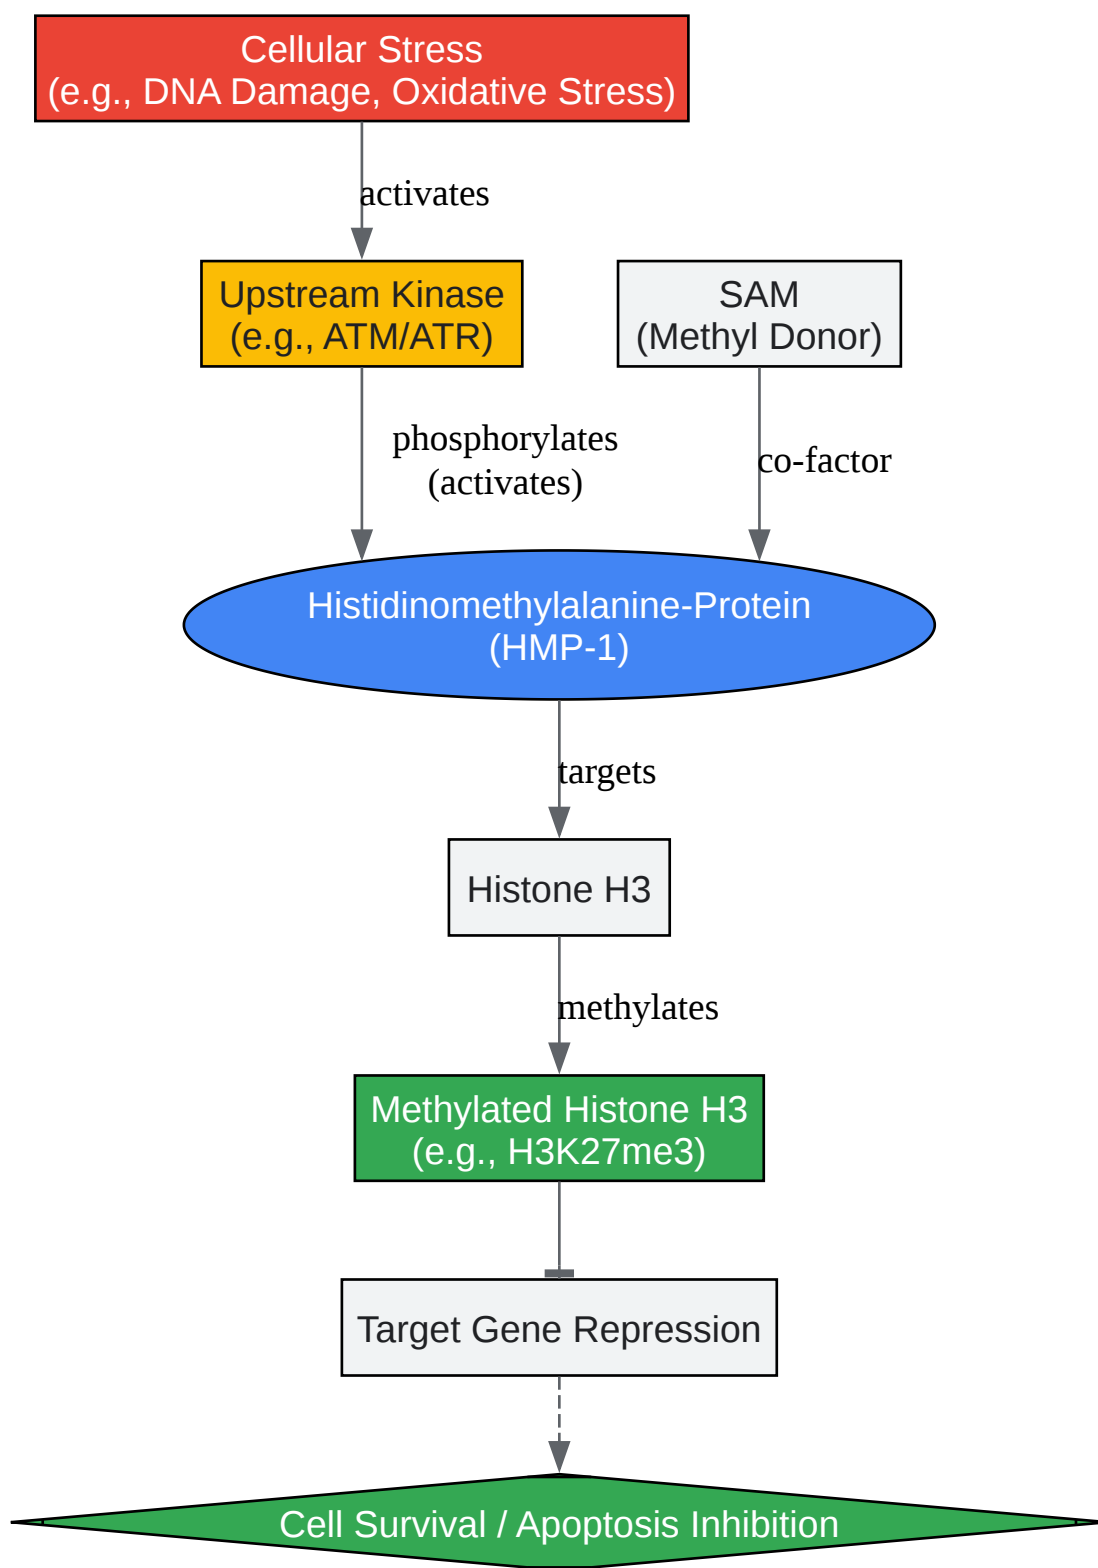 Cellular Stress
(e.g., DNA Damage, Oxidative Stress)
activates
Upstream Kinase
(e.g., ATM/ATR)
SAM
(Methyl Donor)
phosphorylates
(activates)
co-factor
Histidinomethylalanine-Protein
(HMP-1)
targets
Histone H3
methylates
Methylated Histone H3
(e.g., H3K27me3)
Target Gene Repression
Cell Survival / Apoptosis Inhibition